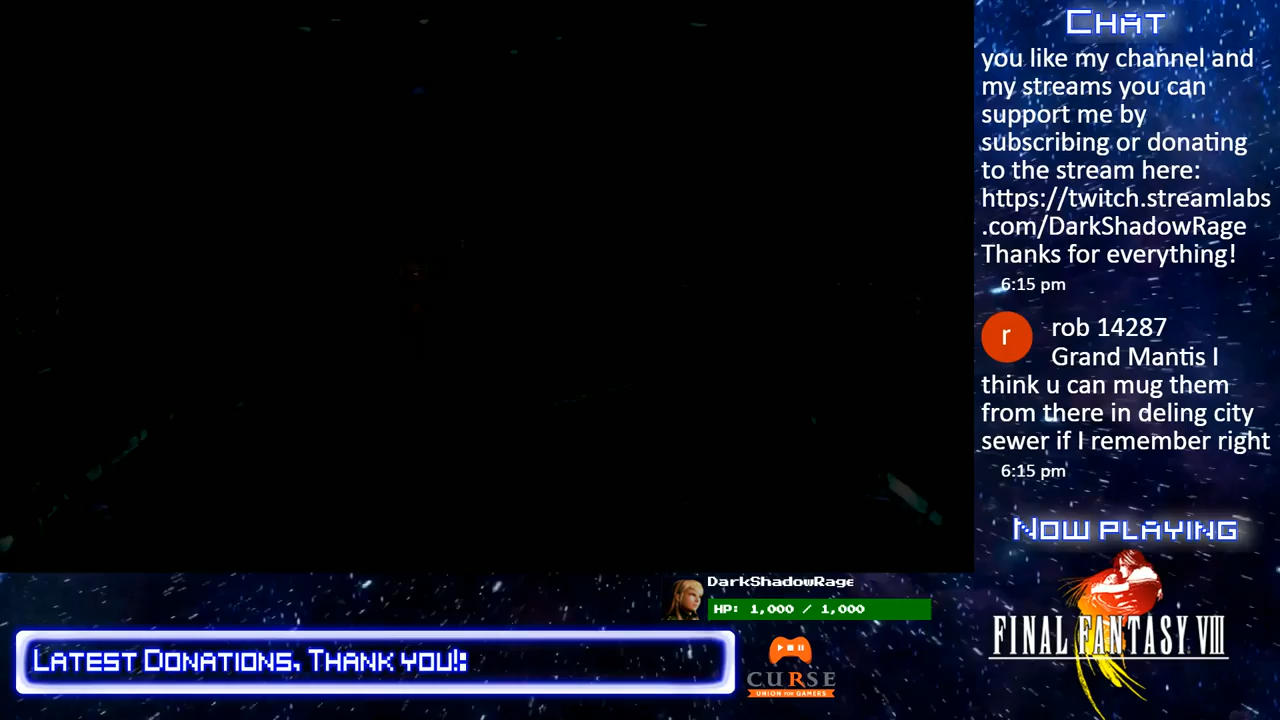 Chat
you like my channel and
my streams you can
support me by
subscribing or donating
to the stream here:
https://twitch.streamlabs
.com/DarkShadowRage
Thanks for everything!
6:15 pm
r
rob 14287
Grand Mantis I
think u can mug them
from there in deling city
sewer if I remember right
6:15 pm
Now playing
FINAL FANTASY VIII
DarkShadowRage
HP: 1,000 / 1,000
Latest Donations, Thank you!:
CURSE
UNION FOR GAMERS